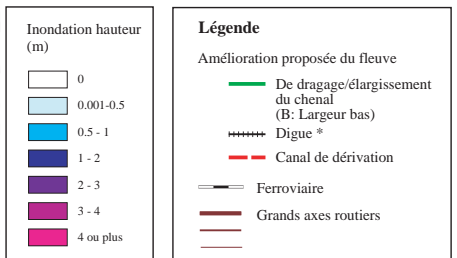 Inondation hauteur
(m)
0
0.001-0.5
0.5 - 1
1 - 2
2 - 3
3 - 4
4 ou plus
Légende
Amélioration proposée du fleuve
De dragage/élargissement
du chenal
(B: Largeur bas)
Digue *
Canal de dérivation
Ferroviaire
Grands axes routiers